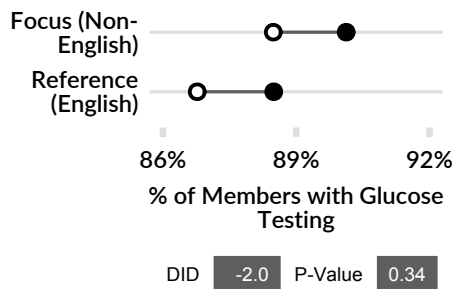 Focus (Non-
English)
Reference
(English)
86%
89%
92%
% of Members with Glucose
Testing
DID -2.0 P-Value 0.34